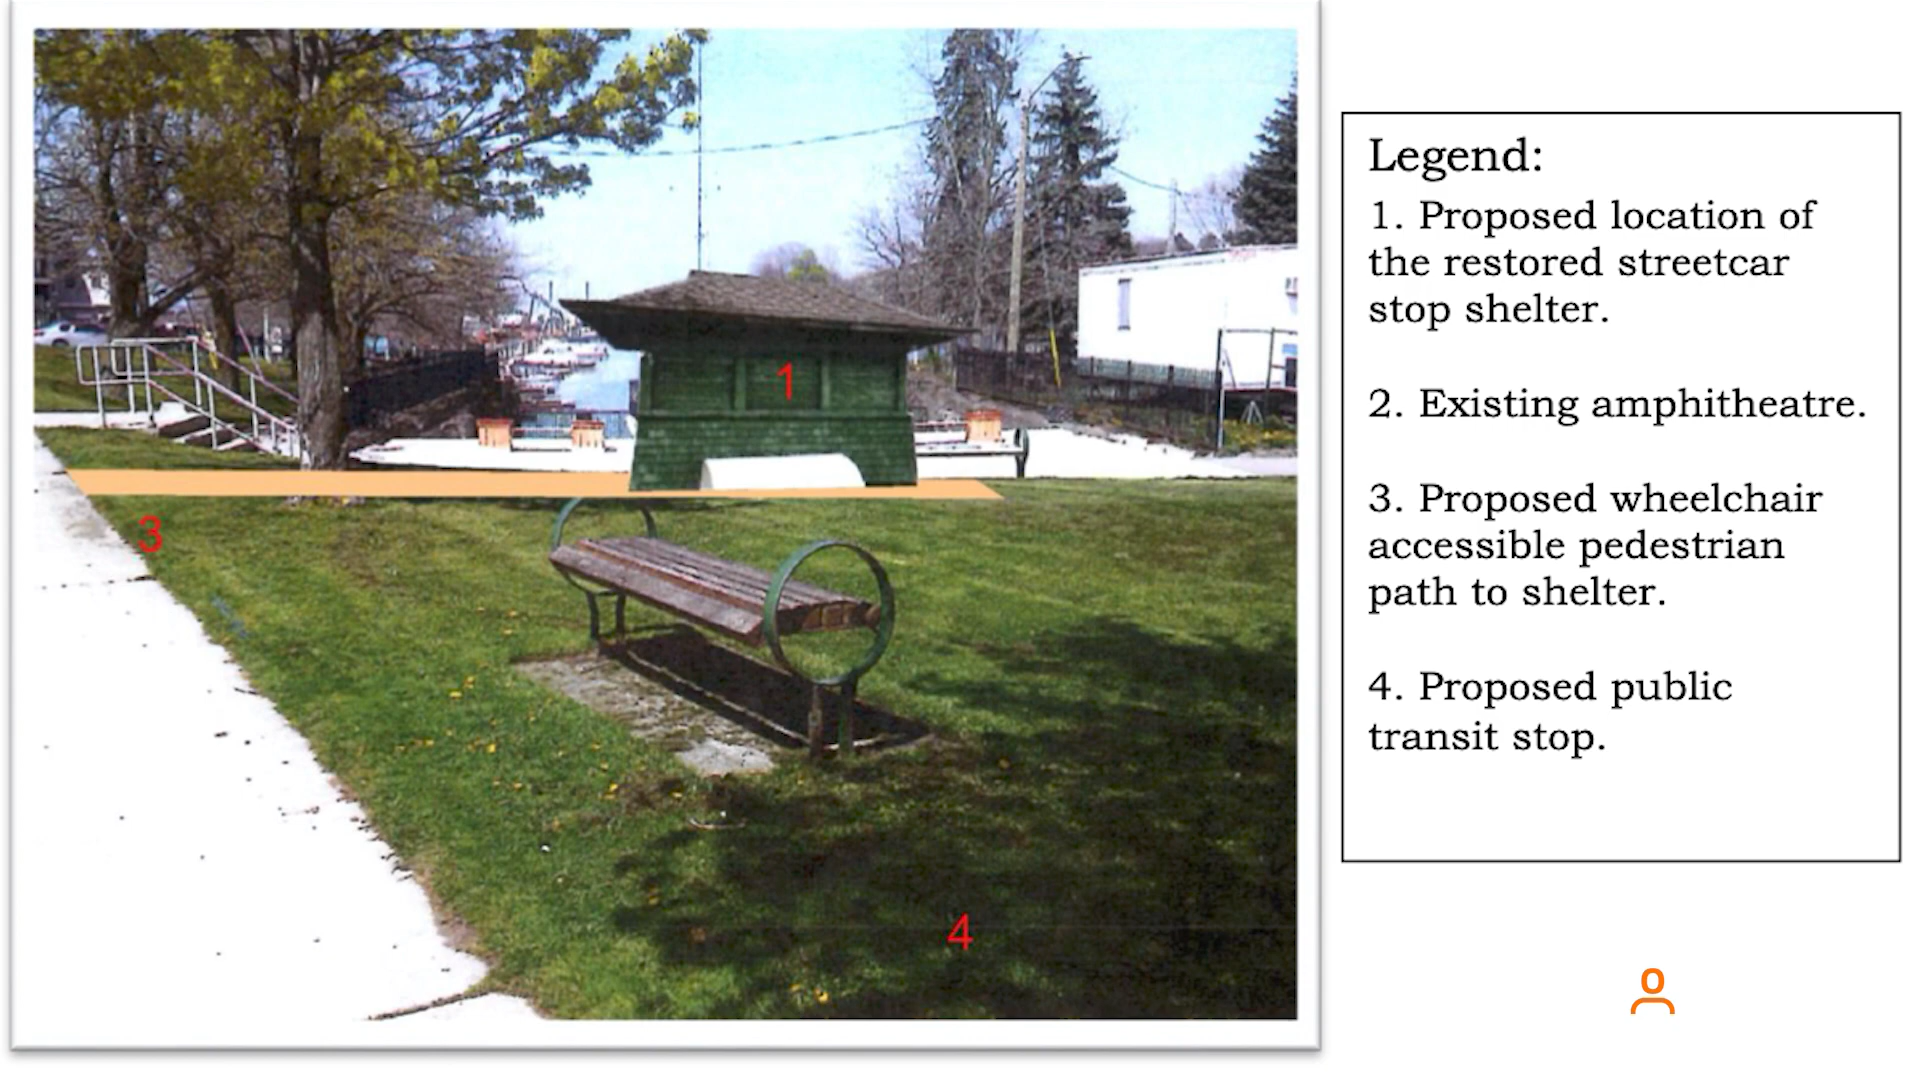 1
3
4
Legend:
1. Proposed location of
the restored streetcar
stop shelter.
2. Existing amphitheatre.
3. Proposed wheelchair
accessible pedestrian
path to shelter.
4. Proposed public
transit stop.